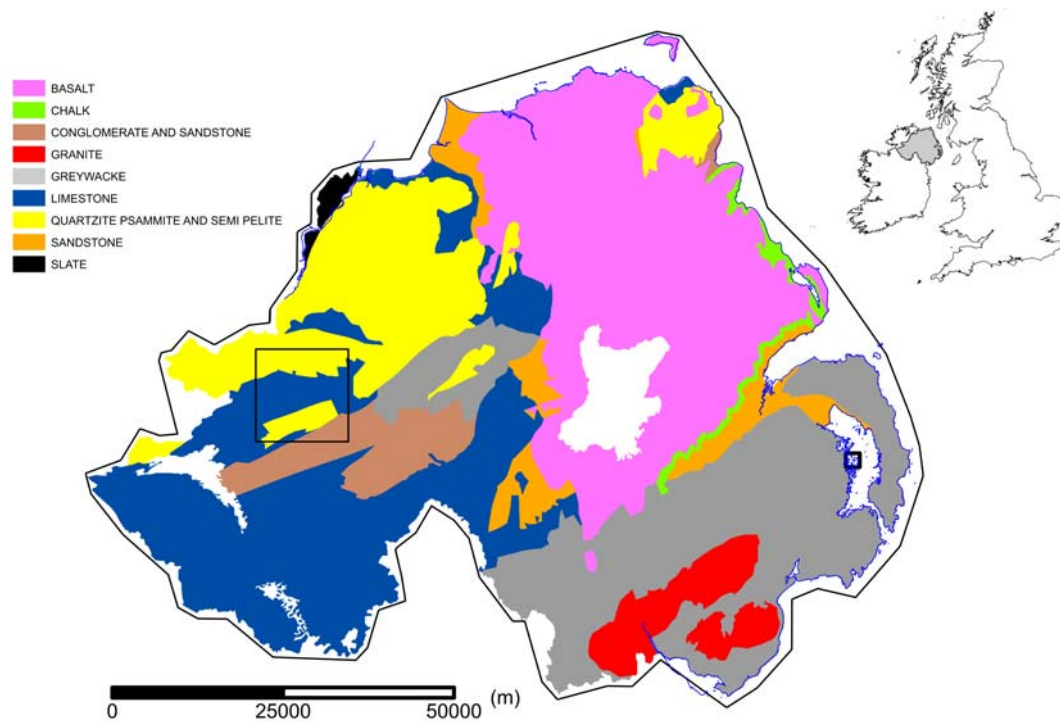 BASALT
CHALK
CONGLOMERATE AND SANDSTONE
GRANITE
GREYWACKE
LIMESTONE
QUARTZITE PSAMMITE AND SEMI PELITE
SANDSTONE
SLATE
(m)
0 25000 50000